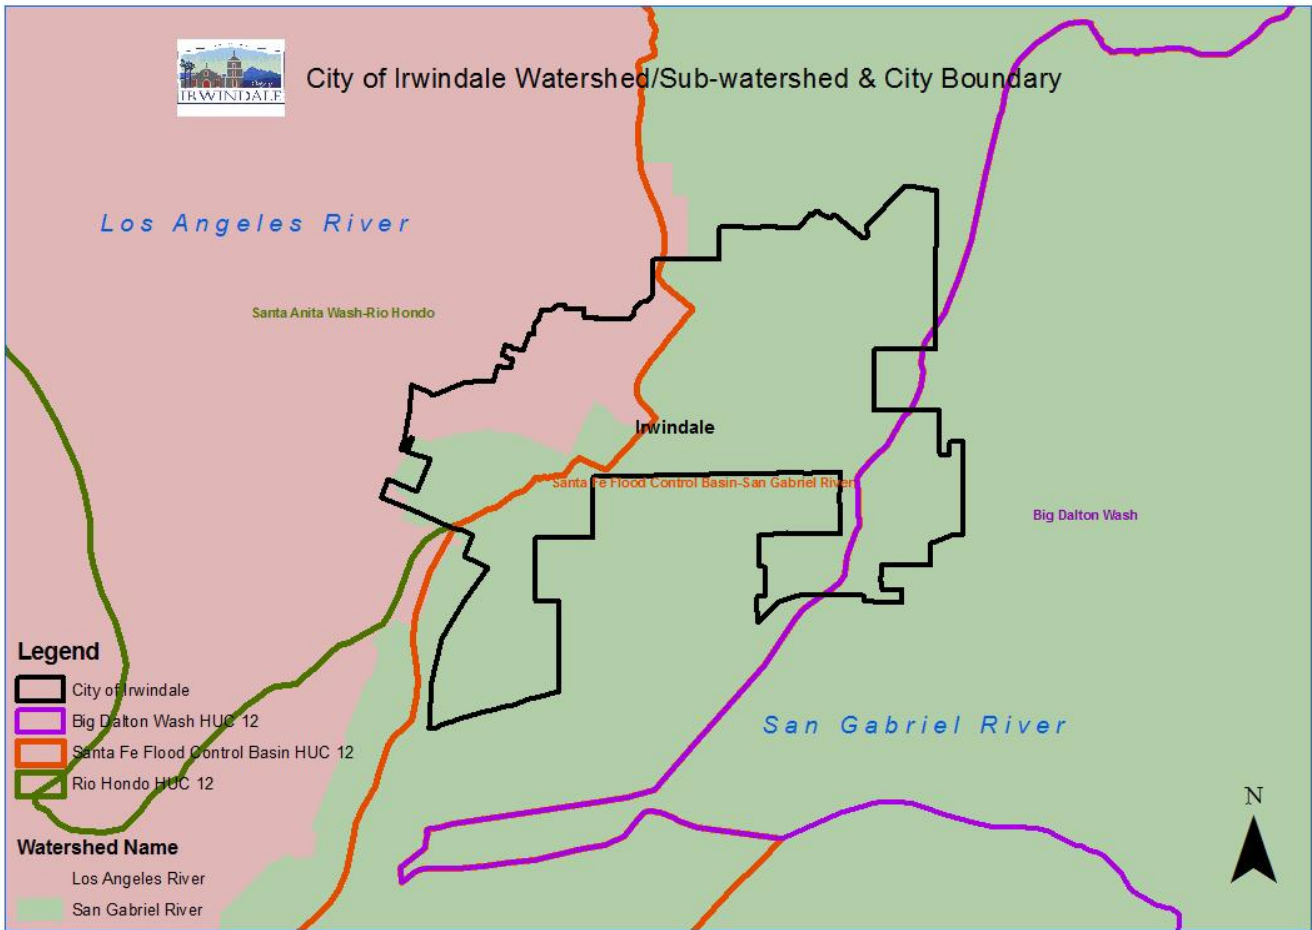 IRWINDALE
City of Irwindale Watershed/Sub-watershed & City Boundary
Los Angeles River
Santa Anita Wash-Rio Hondo
Irwindale
Santa Fe Flood Control Basin-San Gabriel River
Big Dalton Wash
San Gabriel River
Legend
City of Irwindale
Big Dalton Wash HUC 12
Santa Fe Flood Control Basin HUC 12
Rio Hondo HUC 12
Watershed Name
Los Angeles River
San Gabriel River
N